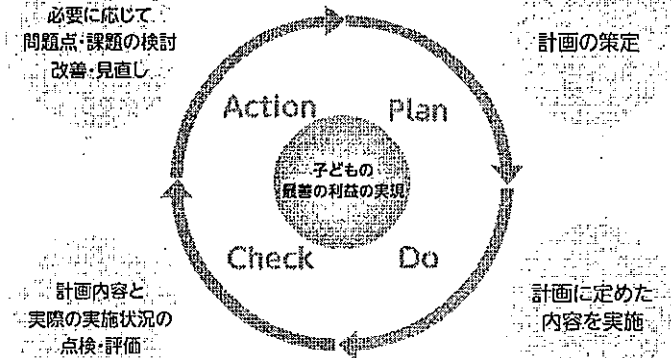 必要に応じて
問題点・課題の検討
改善・見直し
計画の策定
Action
Plan
子どもの
最善の利益の実現
Check
Do
計画内容と
実際の実施状況の
点検・評価
計画に定めた
内容を実施